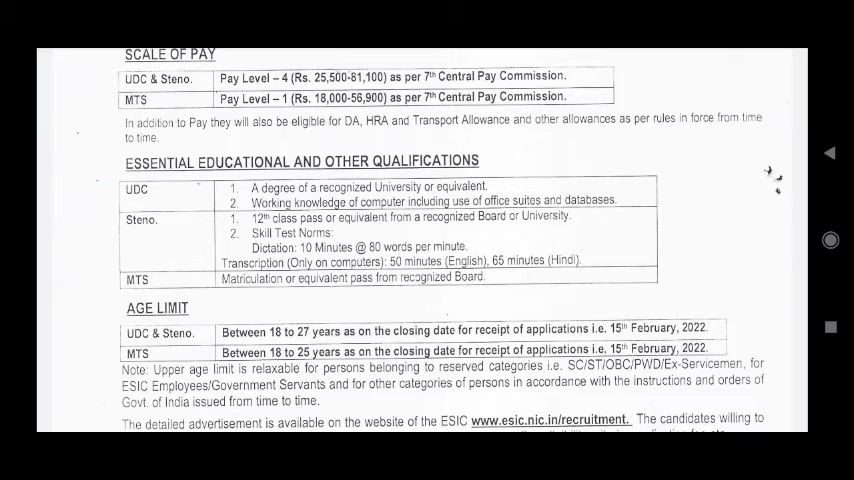 SCALE OF PAY
UDC & Steno. Pay Level – 4 (Rs. 25,500-81,100) as per 7th Central Pay Commission.
MTS Pay Level – 1 (Rs. 18,000-56,900) as per 7th Central Pay Commission.
In addition to Pay they will also be eligible for DA, HRA and Transport Allowance and other allowances as per rules in force from time
to time.
ESSENTIAL EDUCATIONAL AND OTHER QUALIFICATIONS
UDC 1. A degree of a recognized University or equivalent.
2. Working knowledge of computer including use of office suites and databases.
Steno. 1. 12th class pass or equivalent from a recognized Board or University.
2. Skill Test Norms:
Dictation: 10 Minutes @ 80 words per minute.
Transcription (Only on computers): 50 minutes (English), 65 minutes (Hindi).
MTS Matriculation or equivalent pass from recognized Board.
AGE LIMIT
UDC & Steno. Between 18 to 27 years as on the closing date for receipt of applications i.e. 15th February, 2022.
MTS Between 18 to 25 years as on the closing date for receipt of applications i.e. 15th February, 2022.
Note: Upper age limit is relaxable for persons belonging to reserved categories i.e. SC/ST/OBC/PWD/Ex-Servicemen, for
ESIC Employees/Government Servants and for other categories of persons in accordance with the instructions and orders of
Govt. of India issued from time to time.
The detailed advertisement is available on the website of the ESIC www.esic.nic.in/recruitment. The candidates willing to